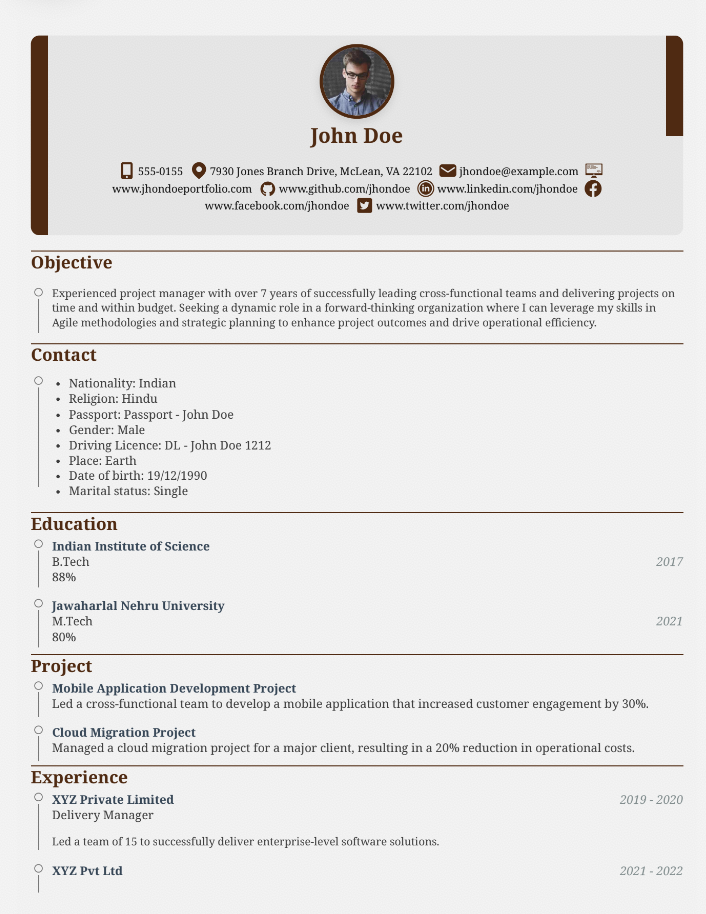 John Doe
555-0155 7930 Jones Branch Drive, McLean, VA 22102 jhondoe@example.com
www.jhondoeportfolio.com www.github.com/jhondoe www.linkedin.com/jhondoe
www.facebook.com/jhondoe www.twitter.com/jhondoe
Objective
Experienced project manager with over 7 years of successfully leading cross-functional teams and delivering projects on
time and within budget. Seeking a dynamic role in a forward-thinking organization where I can leverage my skills in
Agile methodologies and strategic planning to enhance project outcomes and drive operational efficiency.
Contact
• Nationality: Indian
• Religion: Hindu
• Passport: Passport - John Doe
• Gender: Male
• Driving Licence: DL - John Doe 1212
• Place: Earth
• Date of birth: 19/12/1990
• Marital status: Single
Education
Indian Institute of Science
B.Tech 2017
88%
Jawaharlal Nehru University
M.Tech 2021
80%
Project
Mobile Application Development Project
Led a cross-functional team to develop a mobile application that increased customer engagement by 30%.
Cloud Migration Project
Managed a cloud migration project for a major client, resulting in a 20% reduction in operational costs.
Experience
XYZ Private Limited 2019 - 2020
Delivery Manager
Led a team of 15 to successfully deliver enterprise-level software solutions.
XYZ Pvt Ltd 2021 - 2022